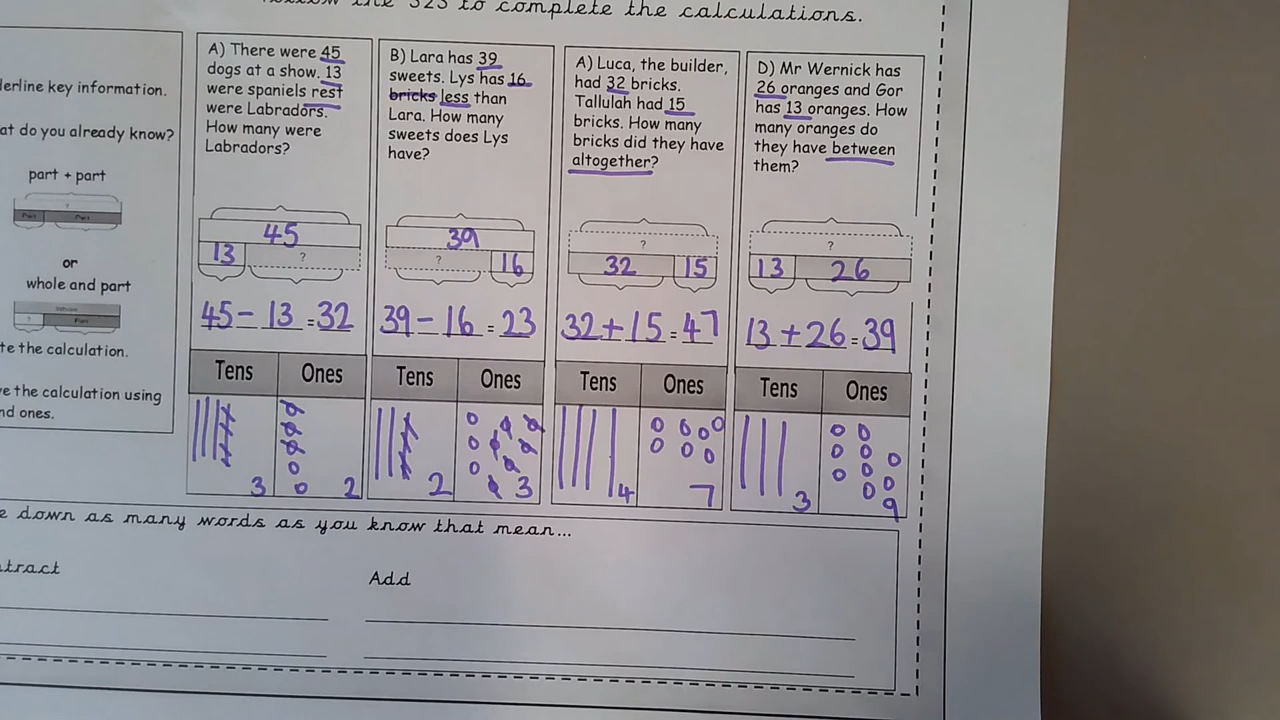 the 323 to complete the calculations.
erline key information.
at do you already know?
part + part
?
Part Part
or
whole and part
Whole
? Part
te the calculation.
ve the calculation using
nd ones.
A) There were 45
dogs at a show. 13
were spaniels rest
were Labradors.
How many were
Labradors?
45
13 ?
45 - 13 = 32
Tens Ones
3 2
B) Lara has 39
sweets. Lys has 16
bricks less than
Lara. How many
sweets does Lys
have?
39
? 16
39 - 16 = 23
Tens Ones
2 3
A) Luca, the builder,
had 32 bricks.
Tallulah had 15
bricks. How many
bricks did they have
altogether?
?
32 15
32 + 15 = 47
Tens Ones
4 7
D) Mr Wernick has
26 oranges and Gor
has 13 oranges. How
many oranges do
they have between
them?
?
13 26
13 + 26 = 39
Tens Ones
3 9
e down as many words as you know that mean...
tract
Add